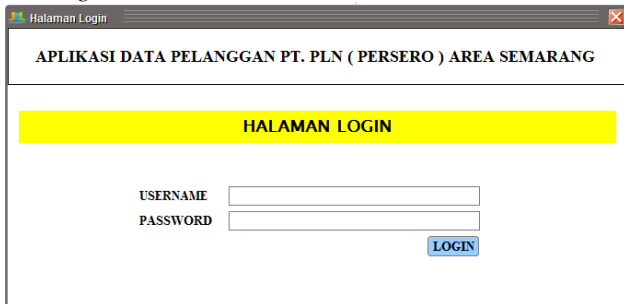 Halaman Login
APLIKASI DATA PELANGGAN PT. PLN ( PERSERO ) AREA SEMARANG
HALAMAN LOGIN
USERNAME
PASSWORD
LOGIN